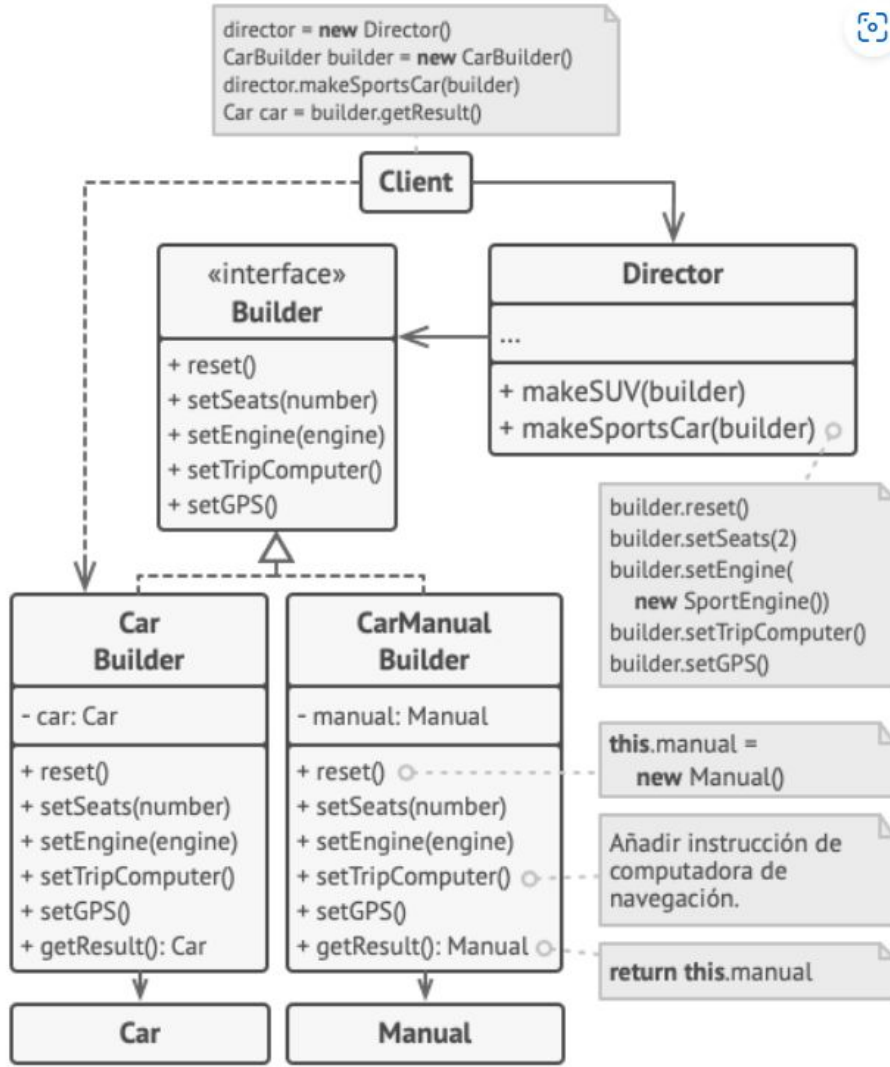 director = new Director()
CarBuilder builder = new CarBuilder()
director.makeSportsCar(builder)
Car car = builder.getResult()
Client
«interface»
Builder
+ reset()
+ setSeats(number)
+ setEngine(engine)
+ setTripComputer()
+ setGPS()
Director
...
+ makeSUV(builder)
+ makeSportsCar(builder)
builder.reset()
builder.setSeats(2)
builder.setEngine(
new SportEngine())
builder.setTripComputer()
builder.setGPS()
Car
Builder
- car: Car
+ reset()
+ setSeats(number)
+ setEngine(engine)
+ setTripComputer()
+ setGPS()
+ getResult(): Car
CarManual
Builder
- manual: Manual
+ reset()
+ setSeats(number)
+ setEngine(engine)
+ setTripComputer()
+ setGPS()
+ getResult(): Manual
this.manual =
new Manual()
Añadir instrucción de
computadora de
navegación.
return this.manual
Car
Manual